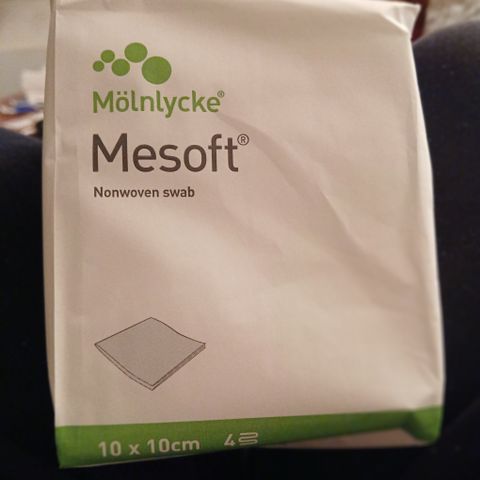 Mölnlycke®
Mesoft®
Nonwoven swab
10 x 10cm 4